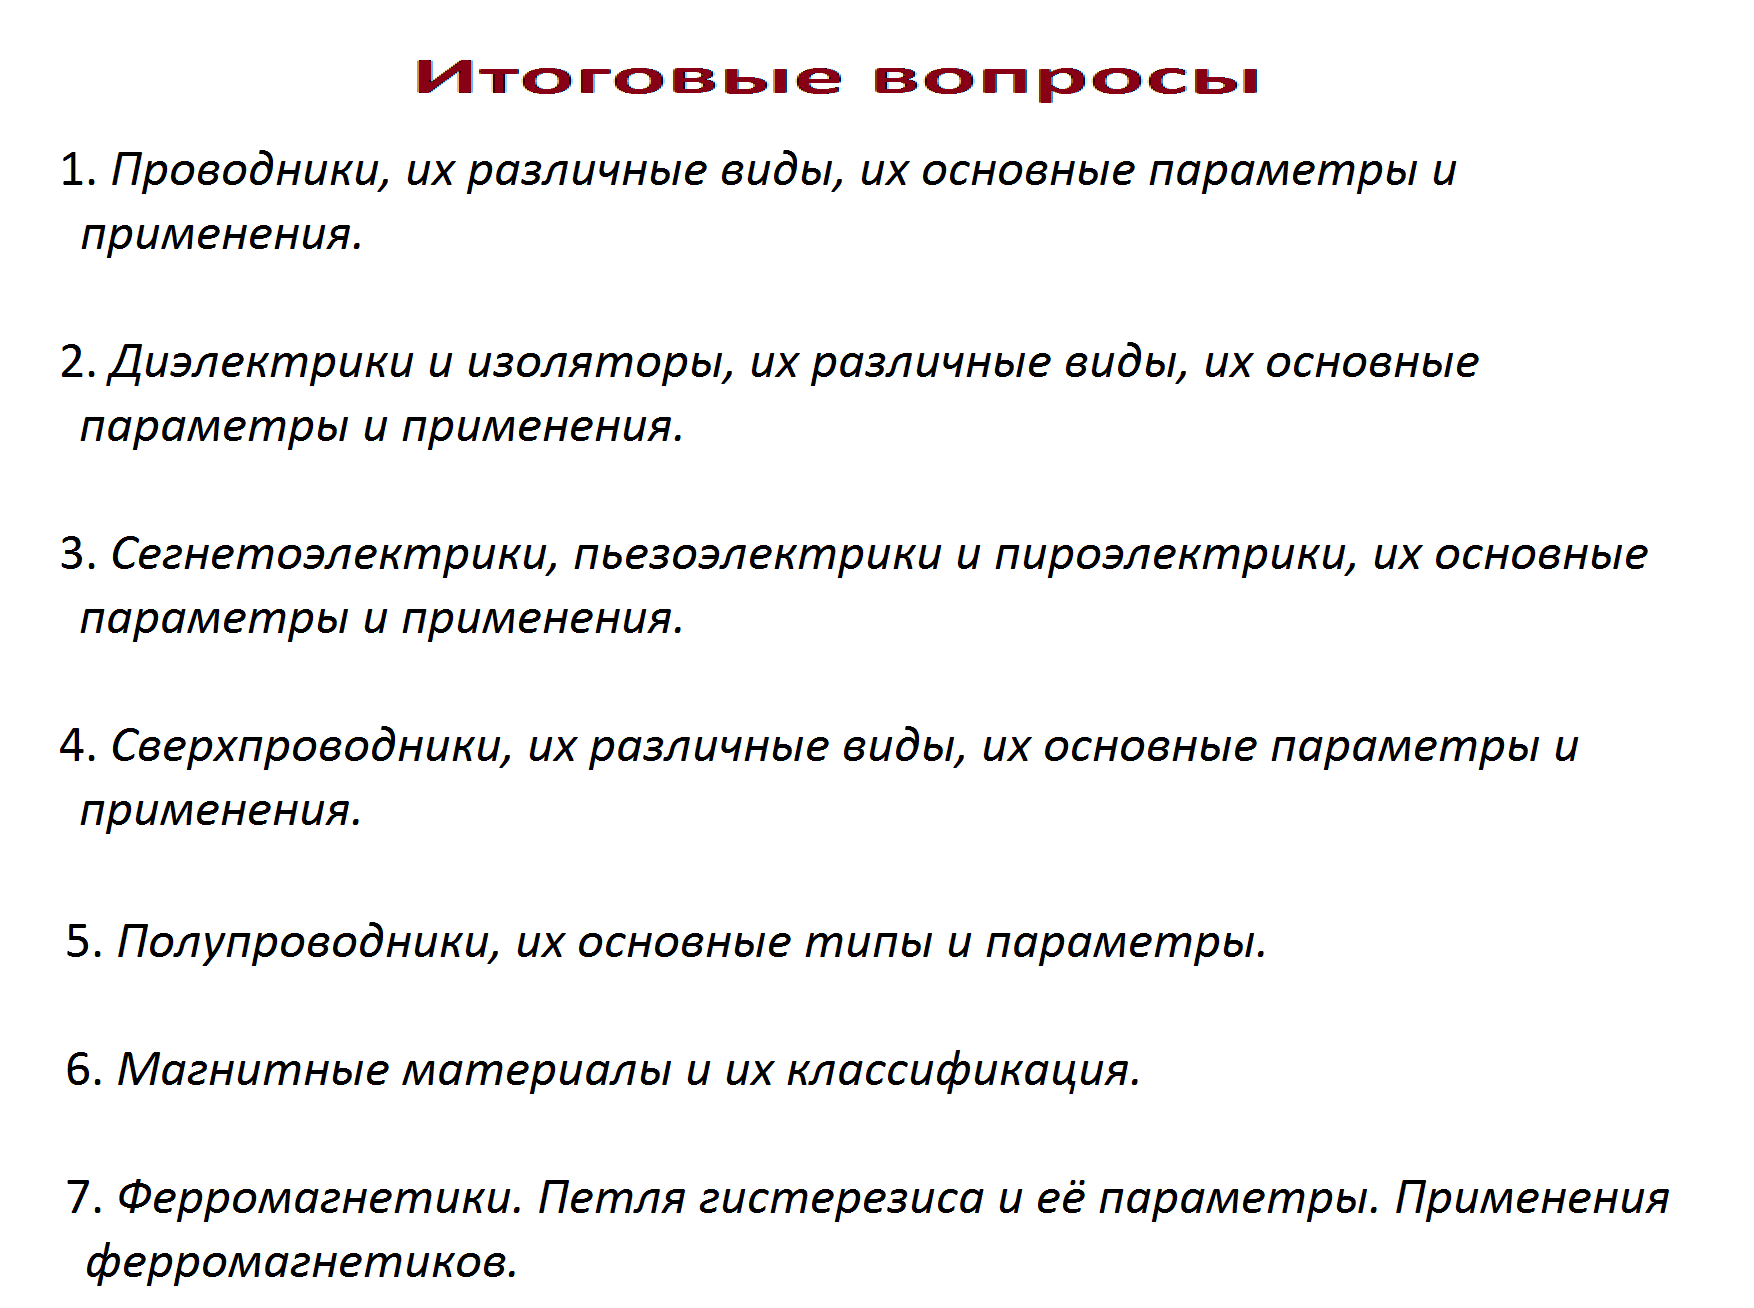 Итоговые вопросы
1. Проводники, их различные виды, их основные параметры и
применения.
2. Диэлектрики и изоляторы, их различные виды, их основные
параметры и применения.
3. Сегнетоэлектрики, пьезоэлектрики и пироэлектрики, их основные
параметры и применения.
4. Сверхпроводники, их различные виды, их основные параметры и
применения.
5. Полупроводники, их основные типы и параметры.
6. Магнитные материалы и их классификация.
7. Ферромагнетики. Петля гистерезиса и её параметры. Применения
ферромагнетиков.